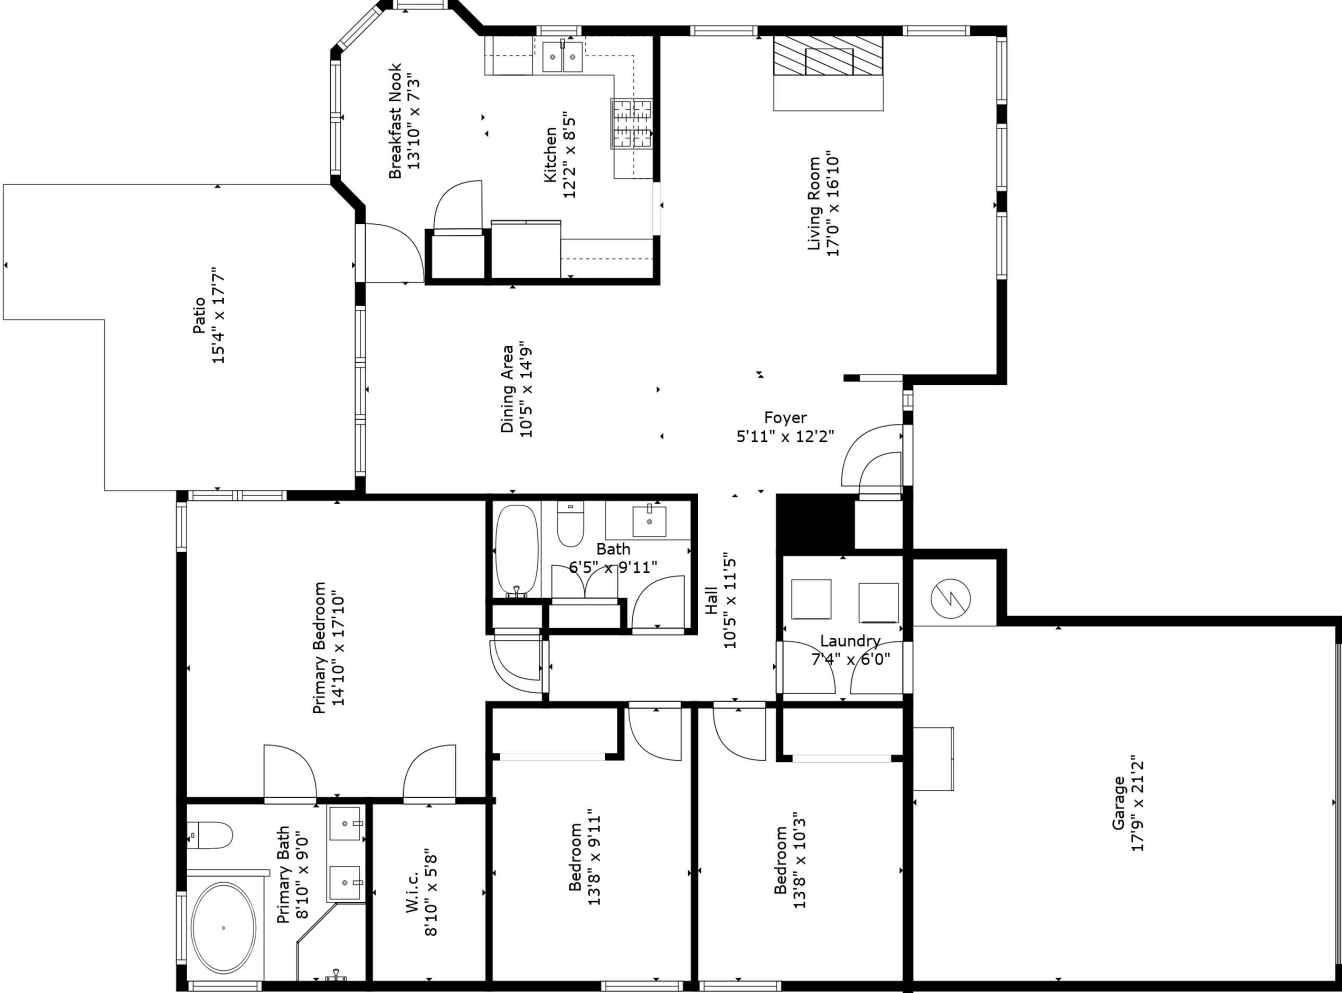 Breakfast Nook
13'10" x 7'3"
Kitchen
12'2" x 8'5"
Living Room
17'0" x 16'10"
Patio
15'4" x 17'7"
Dining Area
10'5" x 14'9"
Foyer
5'11" x 12'2"
Bath
6'5" x 9'11"
Hall
10'5" x 11'5"
Laundry
7'4" x 6'0"
Primary Bedroom
14'10" x 17'10"
Primary Bath
8'10" x 9'0"
W.i.c.
8'10" x 5'8"
Bedroom
13'8" x 9'11"
Bedroom
13'8" x 10'3"
Garage
17'9" x 21'2"